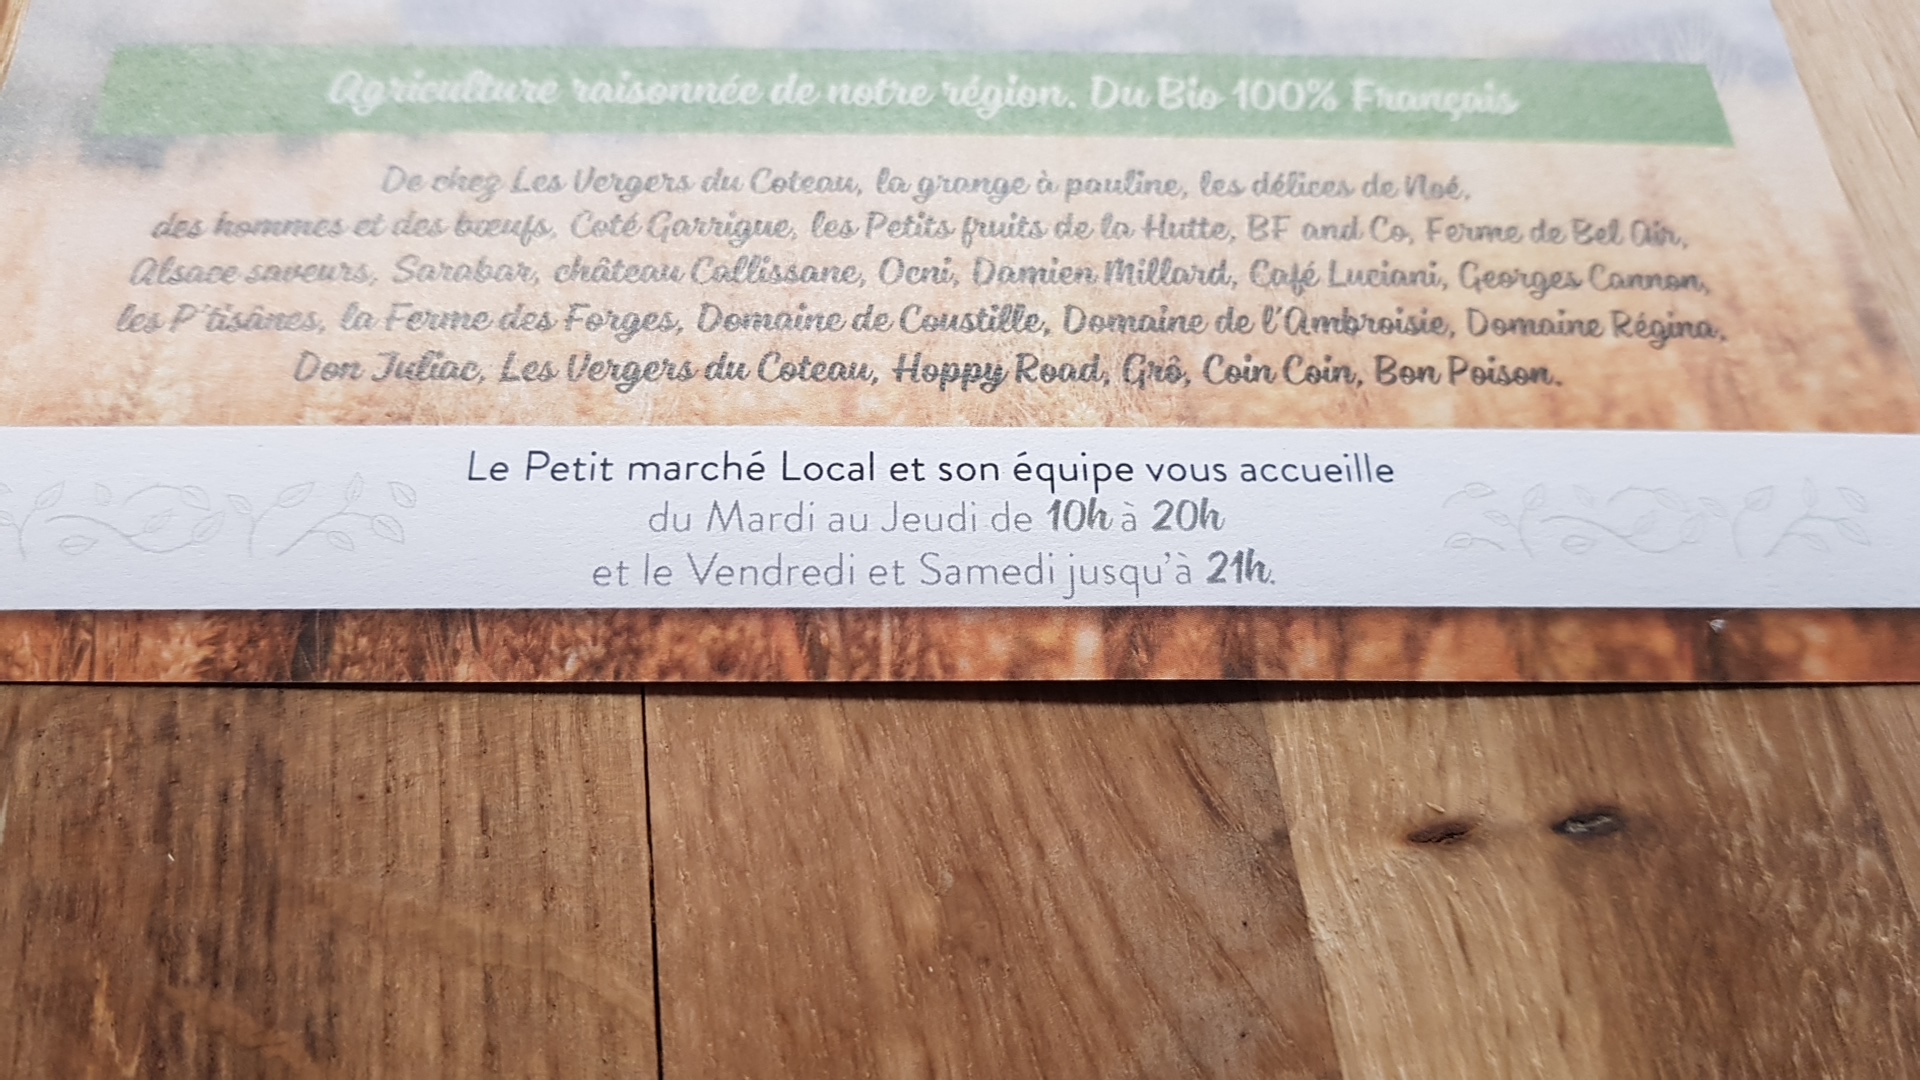 Agriculture raisonnée de notre région. Du Bio 100% Français
De chez Les Vergers du Coteau, la grange à pauline, les délices de Noé,
des hommes et des bœufs, Coté Garrigue, les Petits fruits de la Hutte, BF and Co, Ferme de Bel Air,
Alsace saveurs, Sarabar, château Callissane, Ocni, Damien Millard, Café Luciani, Georges Cannon,
les P'tisânes, la Ferme des Forges, Domaine de Coustille, Domaine de l'Ambroisie, Domaine Régina,
Don Juliac, Les Vergers du Coteau, Hoppy Road, Grô, Coin Coin, Bon Poison.
Le Petit marché Local et son équipe vous accueille
du Mardi au Jeudi de 10h à 20h
et le Vendredi et Samedi jusqu'à 21h.